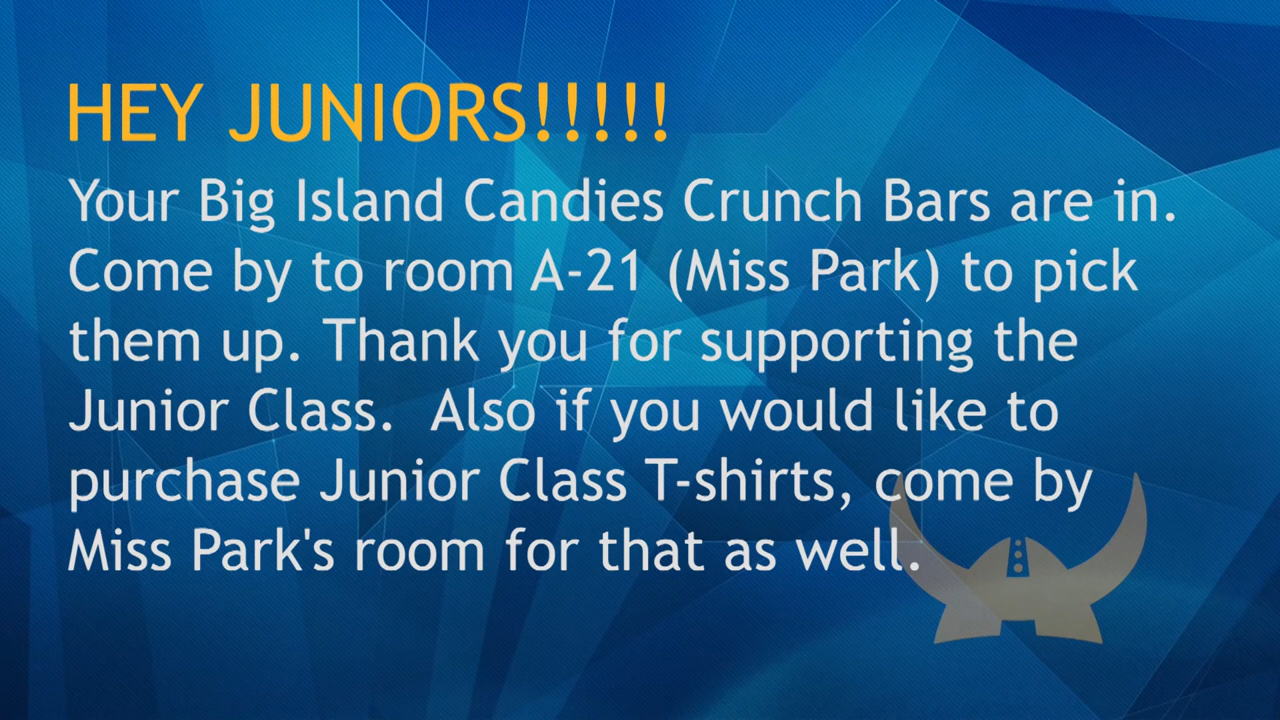 HEY JUNIORS!!!!!
Your Big Island Candies Crunch Bars are in.
Come by to room A-21 (Miss Park) to pick
them up. Thank you for supporting the
Junior Class.  Also if you would like to
purchase Junior Class T-shirts, come by
Miss Park's room for that as well.